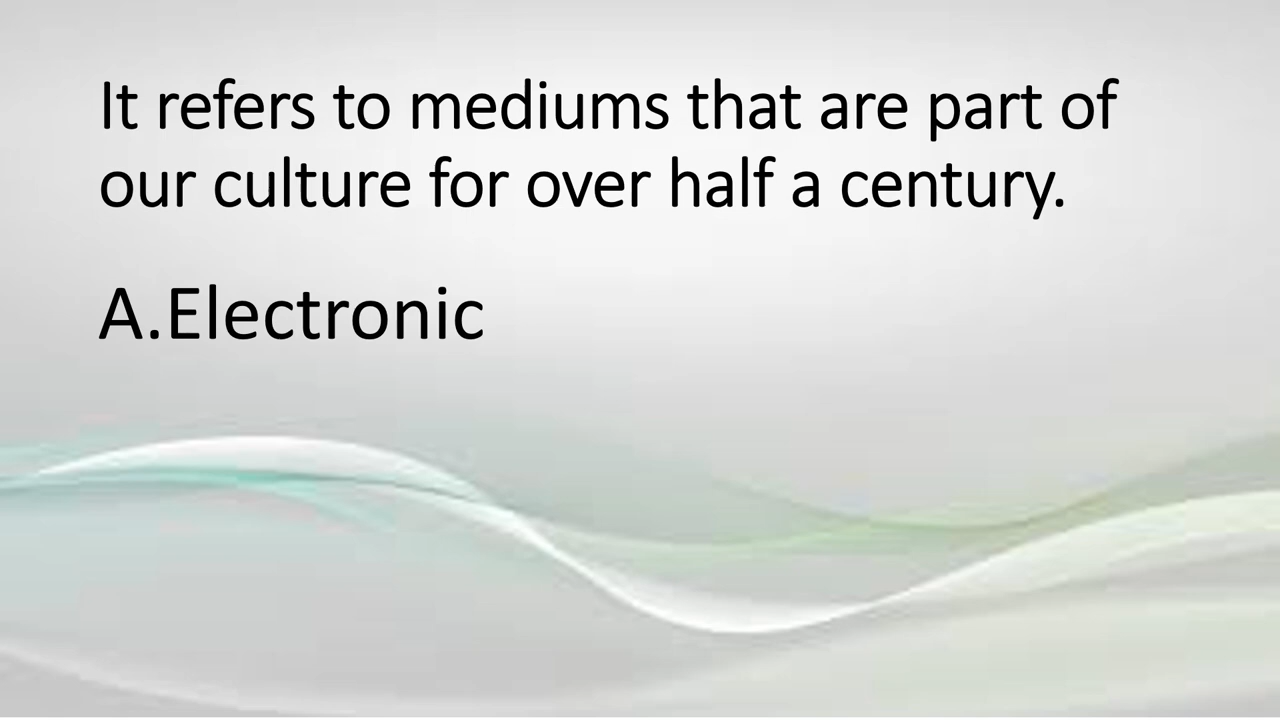 It refers to mediums that are part of
our culture for over half a century.
A.Electronic